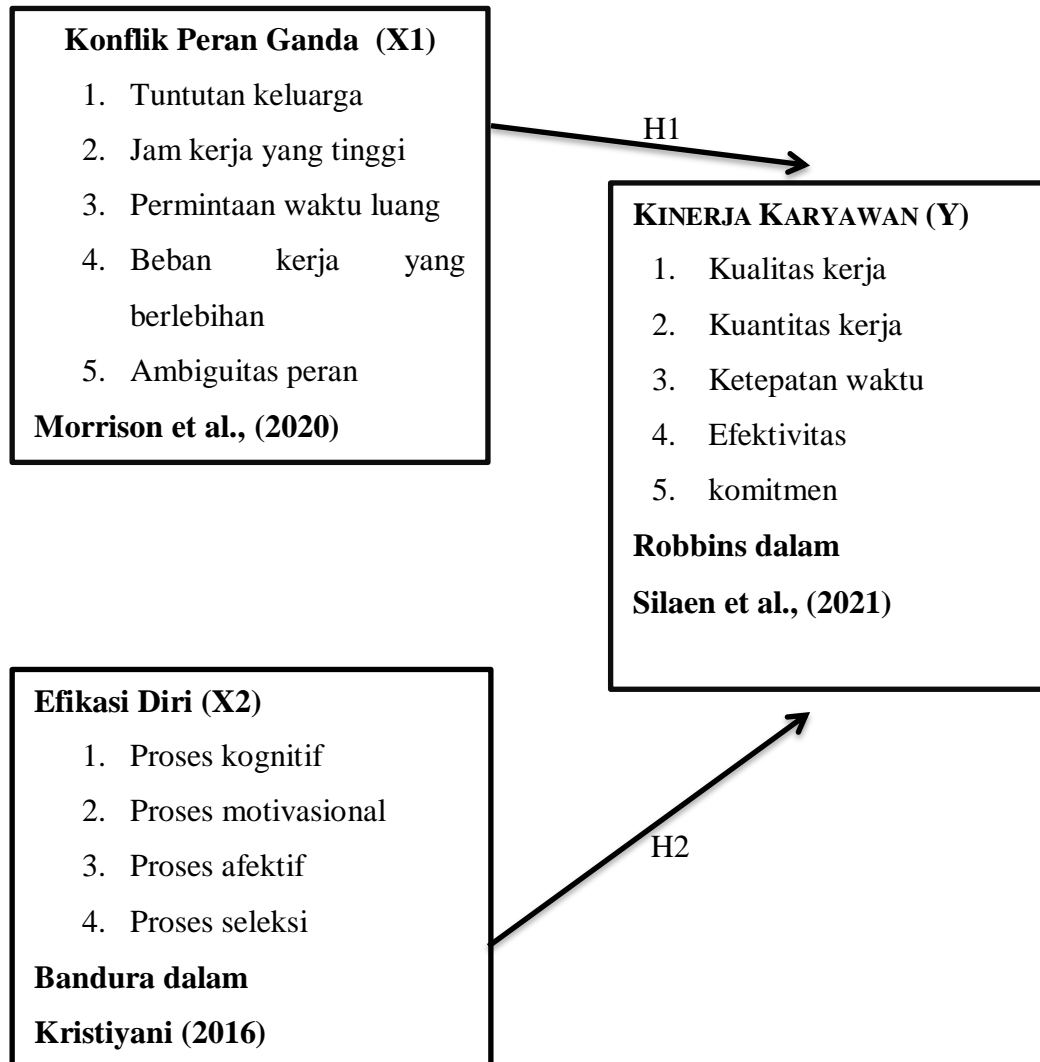 Konflik Peran Ganda (X1)
1. Tuntutan keluarga
2. Jam kerja yang tinggi
3. Permintaan waktu luang
4. Beban kerja yang
berlebihan
5. Ambiguitas peran
Morrison et al., (2020)
H1
KINERJA KARYAWAN (Y)
1. Kualitas kerja
2. Kuantitas kerja
3. Ketepatan waktu
4. Efektivitas
5. komitmen
Robbins dalam
Silaen et al., (2021)
Efikasi Diri (X2)
1. Proses kognitif
2. Proses motivasional
3. Proses afektif
4. Proses seleksi
Bandura dalam
Kristiyani (2016)
H2